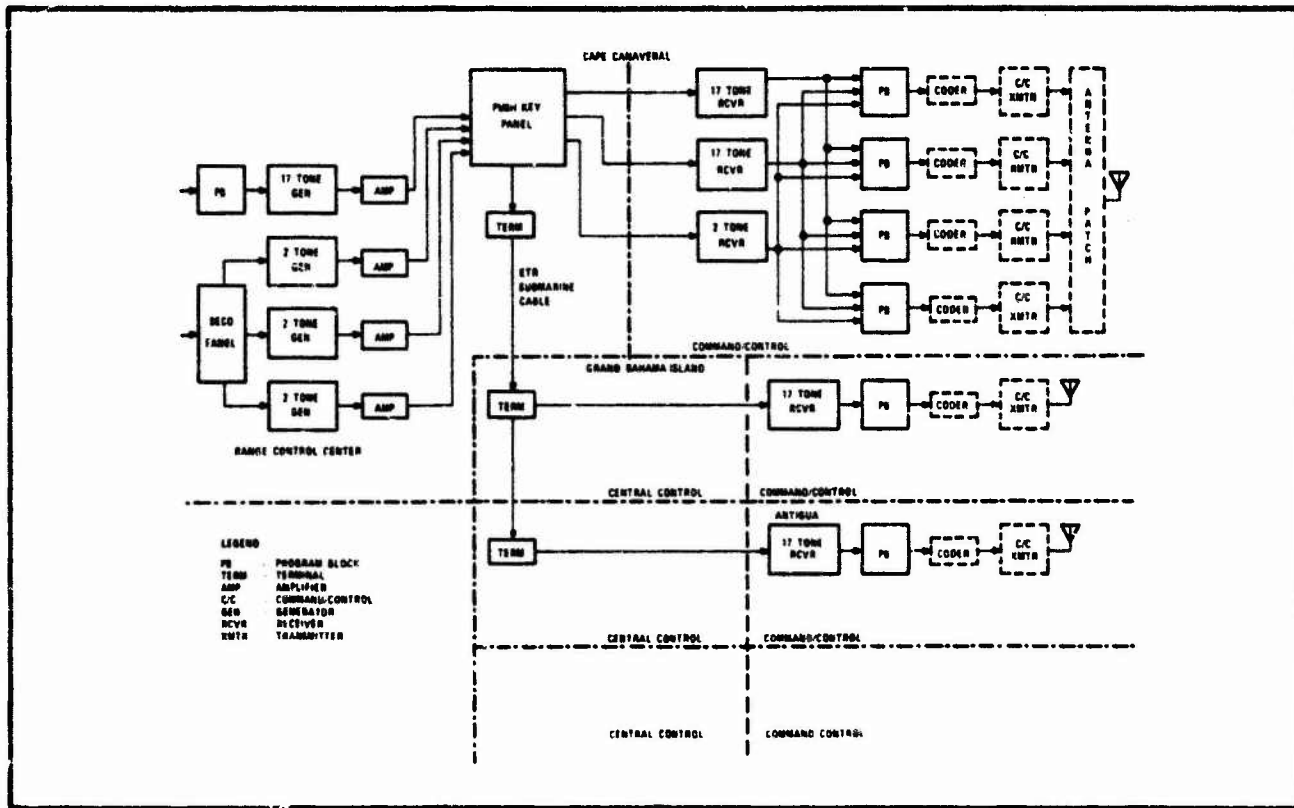 CAPE CANAVERAL
PUSH KEY
PANEL
17 TONE
RCVR
PB
CODER
C/C
XMTR
17 TONE
RCVR
PB
CODER
C/C
XMTR
2 TONE
RCVR
PB
CODER
C/C
XMTR
PB
CODER
C/C
XMTR
ANTENNA
PATCH
PB
17 TONE
GEN
AMP
2 TONE
GEN
AMP
PANEL
2 TONE
GEN
AMP
2 TONE
GEN
AMP
RANGE CONTROL CENTER
TERM
ETR
SUBMARINE
CABLE
COMMAND/CONTROL
GRAND BAHAMA ISLAND
TERM
17 TONE
RCVR
PB
CODER
C/C
XMTR
CENTRAL CONTROL
COMMAND/CONTROL
ANTIGUA
TERM
17 TONE
RCVR
PB
CODER
C/C
XMTR
CENTRAL CONTROL
COMMAND/CONTROL
CENTRAL CONTROL
COMMAND CONTROL
LEGEND
PB PROGRAM BLOCK
TERM TERMINAL
AMP AMPLIFIER
C/C COMMAND/CONTROL
GEN GENERATOR
RCVR RECEIVER
XMTR TRANSMITTER